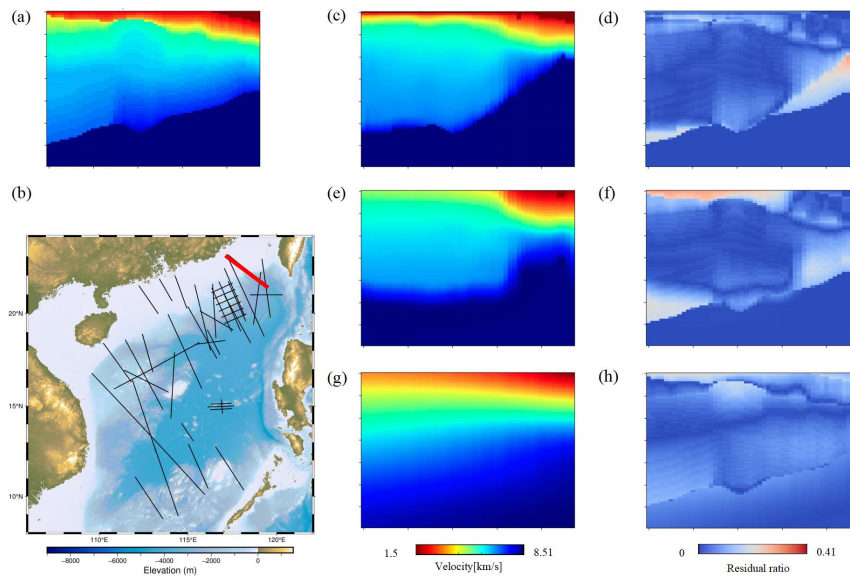 (a)
(c)
(d)
(b)
(e)
(f)
20°N
15°N
10°N
(g)
(h)
110°E
115°E
120°E
−8000 −6000 −4000 −2000 0
Elevation (m)
1.5 8.51
Velocity[km/s]
0 0.41
Residual ratio